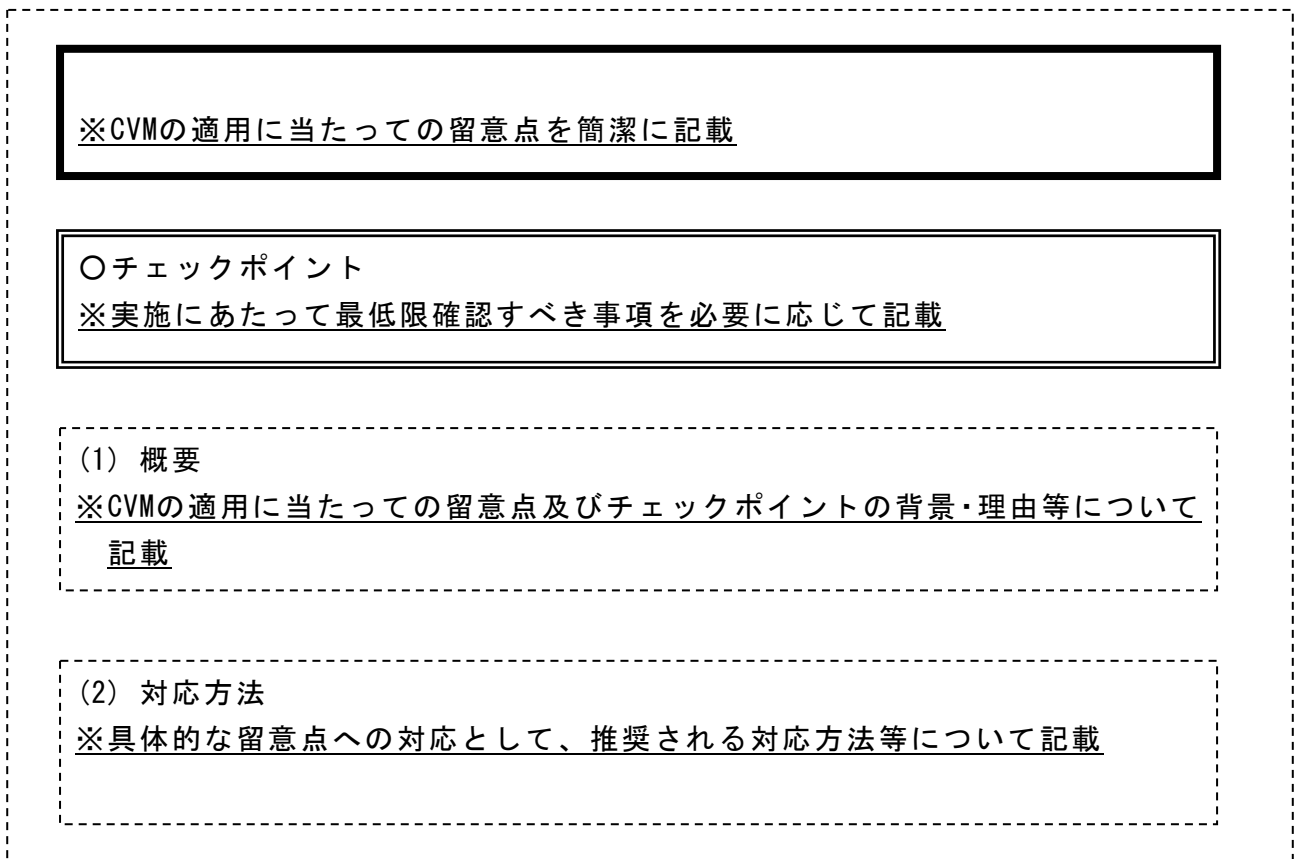 ※CVMの適用に当たっての留意点を簡潔に記載
○チェックポイント
※実施にあたって最低限確認すべき事項を必要に応じて記載
(1) 概要
※CVMの適用に当たっての留意点及びチェックポイントの背景・理由等について
記載
(2) 対応方法
※具体的な留意点への対応として、推奨される対応方法等について記載